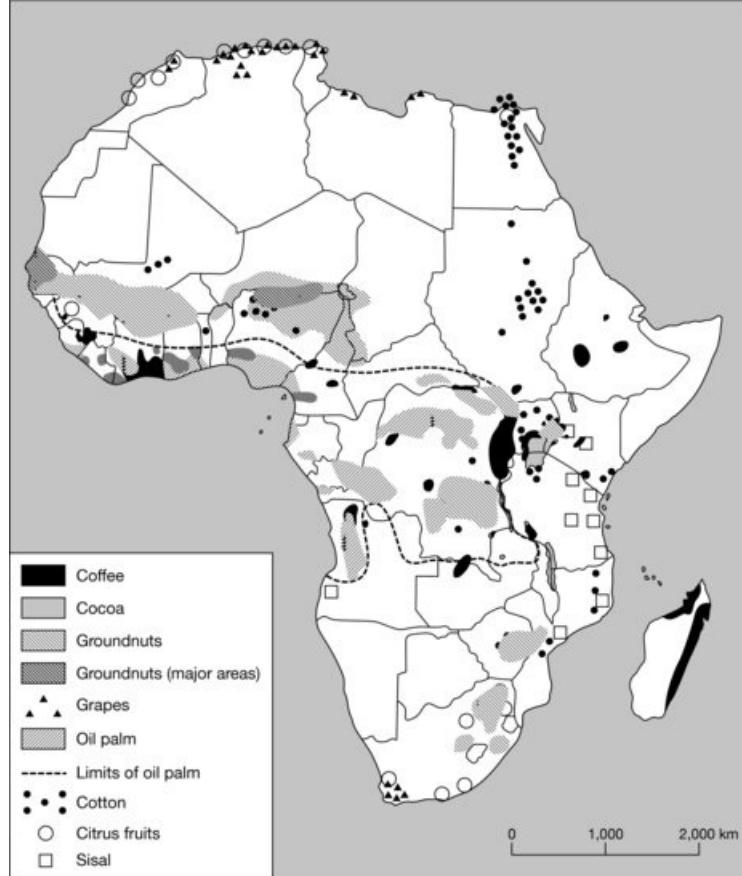 Coffee
Cocoa
Groundnuts
Groundnuts (major areas)
Grapes
Oil palm
Limits of oil palm
Cotton
Citrus fruits
Sisal
0 1,000 2,000 km